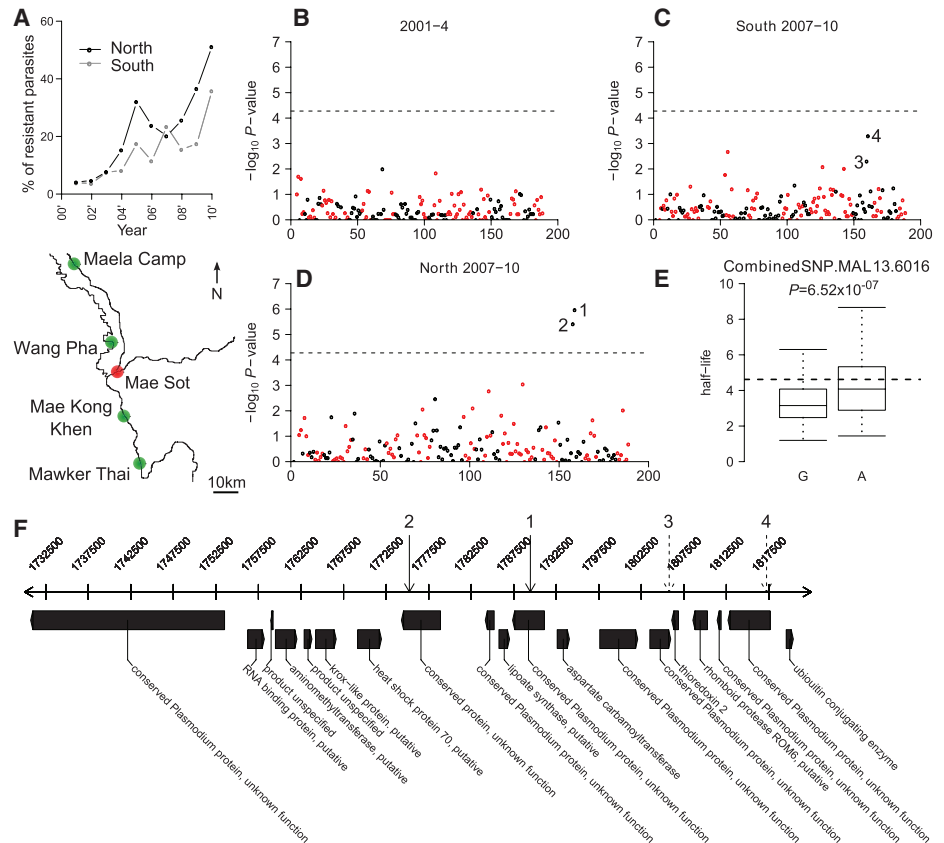 A
60
40
20
0
% of resistant parasites
North
South
00'
02'
04'
06'
08'
10'
Year
Maela Camp
N
Wang Pha
Mae Sot
Mae Kong
Khen
Mawker Thai
10km
B
2001−4
7
6
5
4
3
2
1
0
−log10 P−value
0
50
100
150
200
C
South 2007−10
7
6
5
4
3
2
1
0
−log10 P−value
4
3
0
50
100
150
200
D
North 2007−10
7
6
5
4
3
2
1
0
−log10 P−value
1
2
0
50
100
150
200
E
CombinedSNP.MAL13.6016
P=6.52x10-07
10
8
6
4
2
0
half−life
G
A
F
2
1
3
4
1732500
1737500
1742500
1747500
1752500
1757500
1762500
1767500
1772500
1777500
1782500
1787500
1792500
1797500
1802500
1807500
1812500
1817500
conserved Plasmodium protein, unknown function
RNA binding protein, putative
product unspecified
aminomethyltransferase, putative
product unspecified
krox−like protein, putative
heat shock protein 70, putative
conserved protein, unknown function
conserved Plasmodium protein, unknown function
lipoate synthase, putative
conserved Plasmodium protein, unknown function
aspartate carbamoyltransferase
conserved Plasmodium protein, unknown function
conserved Plasmodium protein, unknown function
thioredoxin 2
rhomboid protease ROM6, putative
conserved Plasmodium protein, unknown function
conserved Plasmodium protein, unknown function
ubiquitin conjugating enzyme